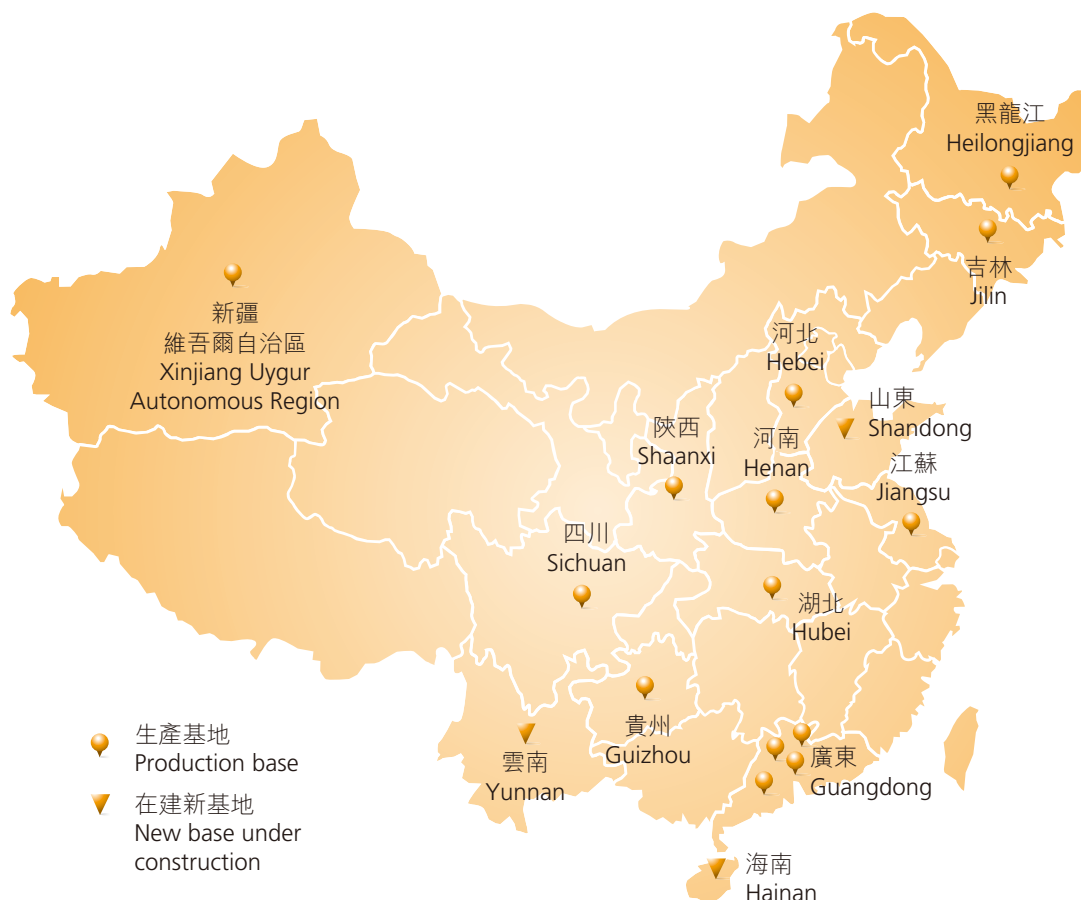 黑龍江
Heilongjiang
吉林
Jilin
新疆
維吾爾自治區
Xinjiang Uygur
Autonomous Region
河北
Hebei
山東
Shandong
陝西
Shaanxi
河南
Henan
江蘇
Jiangsu
四川
Sichuan
湖北
Hubei
貴州
Guizhou
雲南
Yunnan
廣東
Guangdong
海南
Hainan
生產基地
Production base
在建新基地
New base under
construction